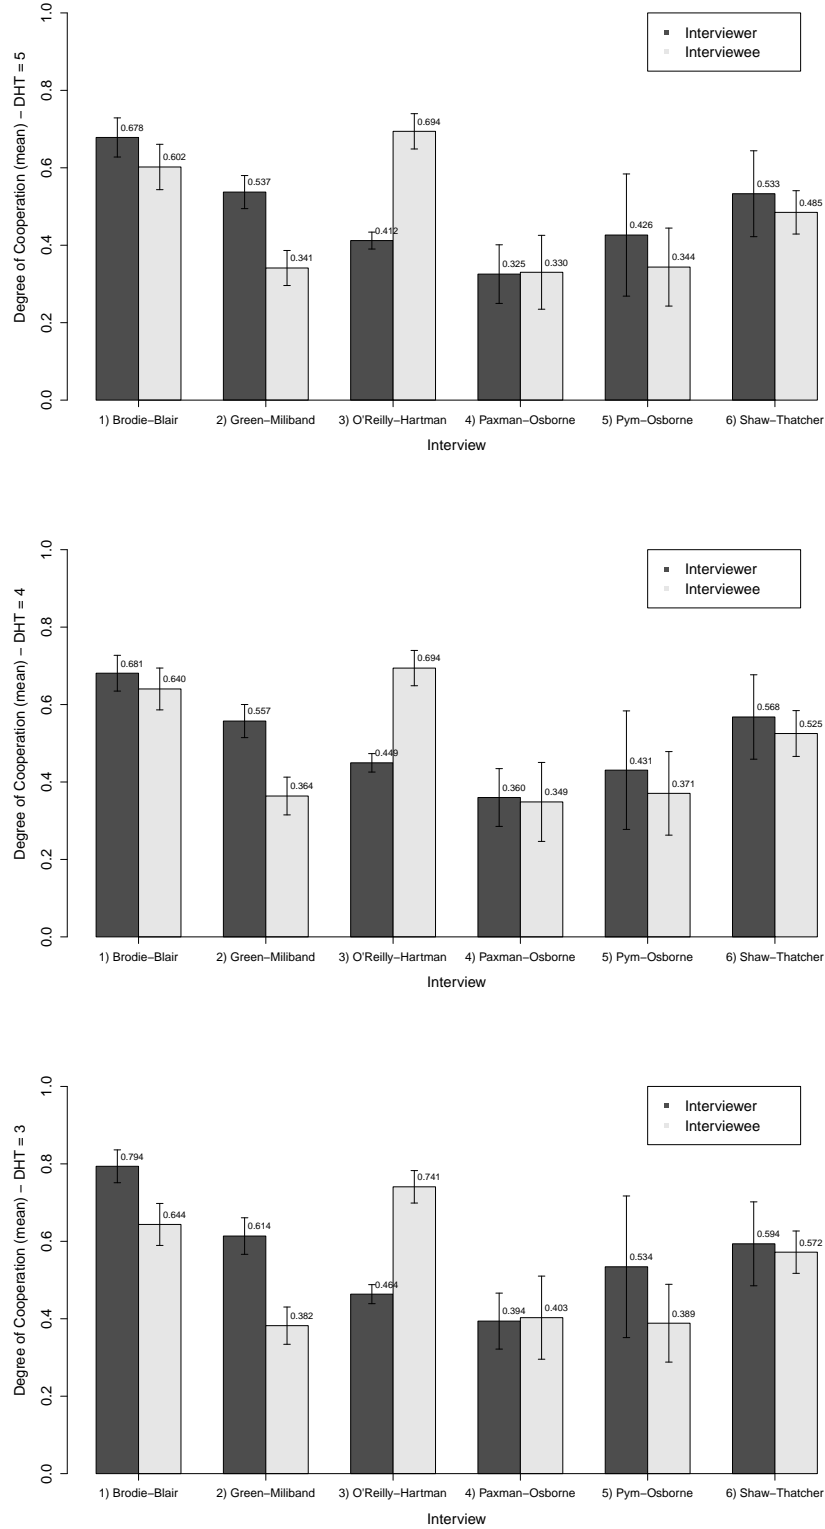 Degree of Cooperation (mean) − DHT = 5
1.0
0.8
0.6
0.4
0.2
0.0
Interviewer
Interviewee
0.678
0.602
0.537
0.341
0.412
0.694
0.325
0.330
0.426
0.344
0.533
0.485
1) Brodie−Blair
2) Green−Miliband
3) O'Reilly−Hartman
4) Paxman−Osborne
5) Pym−Osborne
6) Shaw−Thatcher
Interview
Degree of Cooperation (mean) − DHT = 4
1.0
0.8
0.6
0.4
0.2
0.0
Interviewer
Interviewee
0.681
0.640
0.557
0.364
0.449
0.694
0.360
0.349
0.431
0.371
0.568
0.525
1) Brodie−Blair
2) Green−Miliband
3) O'Reilly−Hartman
4) Paxman−Osborne
5) Pym−Osborne
6) Shaw−Thatcher
Interview
Degree of Cooperation (mean) − DHT = 3
1.0
0.8
0.6
0.4
0.2
0.0
Interviewer
Interviewee
0.794
0.644
0.614
0.382
0.464
0.741
0.394
0.403
0.534
0.389
0.594
0.572
1) Brodie−Blair
2) Green−Miliband
3) O'Reilly−Hartman
4) Paxman−Osborne
5) Pym−Osborne
6) Shaw−Thatcher
Interview